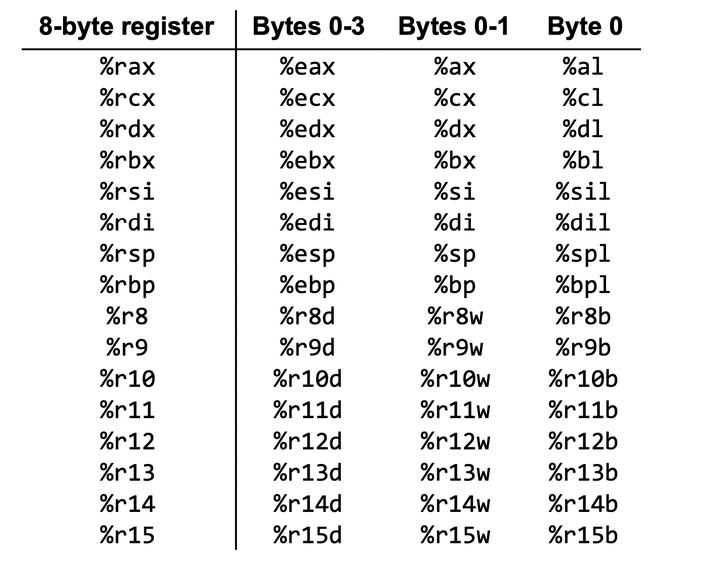 8-byte register Bytes 0-3 Bytes 0-1 Byte 0
%rax %eax %ax %al
%rcx %ecx %cx %cl
%rdx %edx %dx %dl
%rbx %ebx %bx %bl
%rsi %esi %si %sil
%rdi %edi %di %dil
%rsp %esp %sp %spl
%rbp %ebp %bp %bpl
%r8 %r8d %r8w %r8b
%r9 %r9d %r9w %r9b
%r10 %r10d %r10w %r10b
%r11 %r11d %r11w %r11b
%r12 %r12d %r12w %r12b
%r13 %r13d %r13w %r13b
%r14 %r14d %r14w %r14b
%r15 %r15d %r15w %r15b